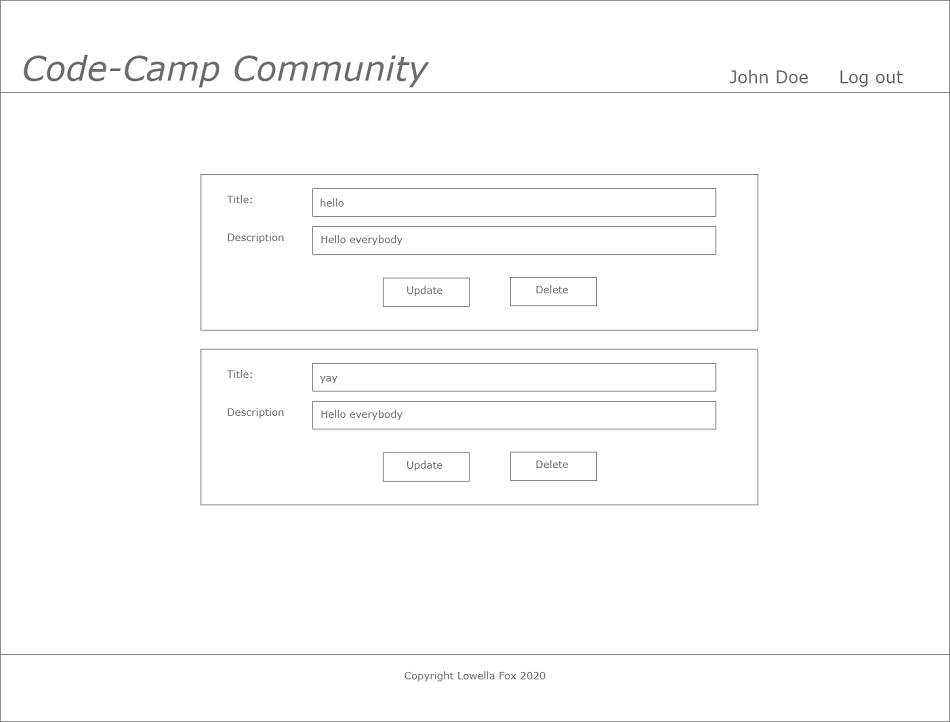 Code-Camp Community
John Doe Log out
Title: hello
Description Hello everybody
Update Delete
Title: yay
Description Hello everybody
Update Delete
Copyright Lowella Fox 2020